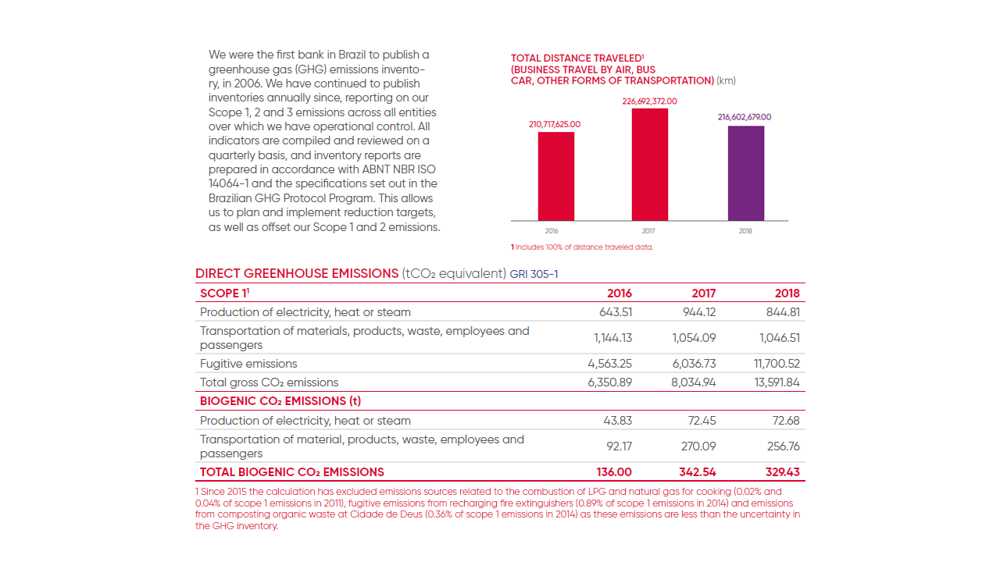 We were the first bank in Brazil to publish a
greenhouse gas (GHG) emissions invento-
ry, in 2006. We have continued to publish
inventories annually since, reporting on our
Scope 1, 2 and 3 emissions across all entities
over which we have operational control. All
indicators are compiled and reviewed on a
quarterly basis, and inventory reports are
prepared in accordance with ABNT NBR ISO
14064-1 and the specifications set out in the
Brazilian GHG Protocol Program. This allows
us to plan and implement reduction targets,
as well as offset our Scope 1 and 2 emissions.
TOTAL DISTANCE TRAVELED¹
(BUSINESS TRAVEL BY AIR, BUS
CAR, OTHER FORMS OF TRANSPORTATION) (km)
210,717,625.00
226,692,372.00
216,602,679.00
2016 2017 2018
1 Includes 100% of distance traveled data.
DIRECT GREENHOUSE EMISSIONS (tCO₂ equivalent) GRI 305-1
SCOPE 1¹ 2016 2017 2018
Production of electricity, heat or steam 643.51 944.12 844.81
Transportation of materials, products, waste, employees and
passengers 1,144.13 1,054.09 1,046.51
Fugitive emissions 4,563.25 6,036.73 11,700.52
Total gross CO₂ emissions 6,350.89 8,034.94 13,591.84
BIOGENIC CO₂ EMISSIONS (t)
Production of electricity, heat or steam 43.83 72.45 72.68
Transportation of material, products, waste, employees and
passengers 92.17 270.09 256.76
TOTAL BIOGENIC CO₂ EMISSIONS 136.00 342.54 329.43
1 Since 2015 the calculation has excluded emissions sources related to the combustion of LPG and natural gas for cooking (0.02% and
0.04% of scope 1 emissions in 2011), fugitive emissions from recharging fire extinguishers (0.89% of scope 1 emissions in 2014) and emissions
from composting organic waste at Cidade de Deus (0.36% of scope 1 emissions in 2014) as these emissions are less than the uncertainty in
the GHG inventory.